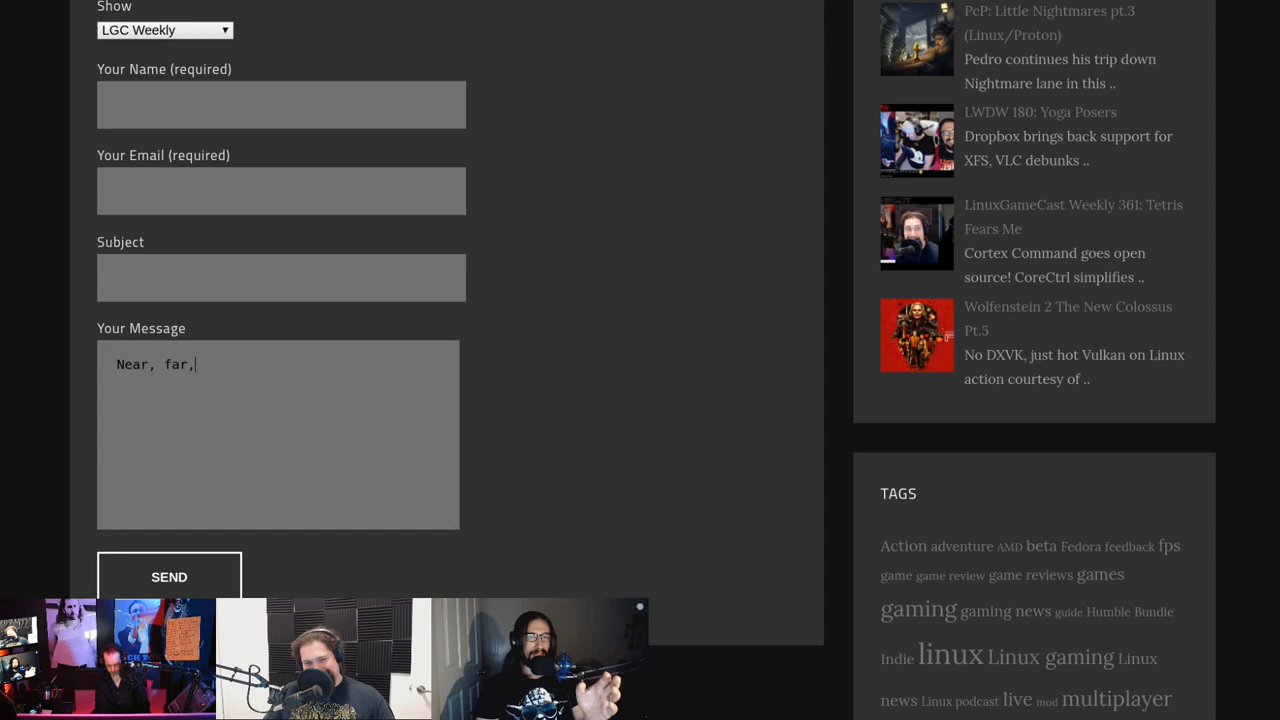 Show
LGC Weekly
Your Name (required)
Your Email (required)
Subject
Your Message
Near, far,
SEND
PcP: Little Nightmares pt.3
(Linux/Proton)
Pedro continues his trip down
Nightmare lane in this ..
LWDW 180: Yoga Posers
Dropbox brings back support for
XFS, VLC debunks ..
LinuxGameCast Weekly 361: Tetris
Fears Me
Cortex Command goes open
source! CoreCtrl simplifies ..
Wolfenstein 2 The New Colossus
Pt.5
No DXVK, just hot Vulkan on Linux
action courtesy of ..
TAGS
Action adventure AMD beta Fedora feedback fps
game game review game reviews games
gaming gaming news guide Humble Bundle
Indie linux Linux gaming Linux
news Linux podcast live mod multiplayer